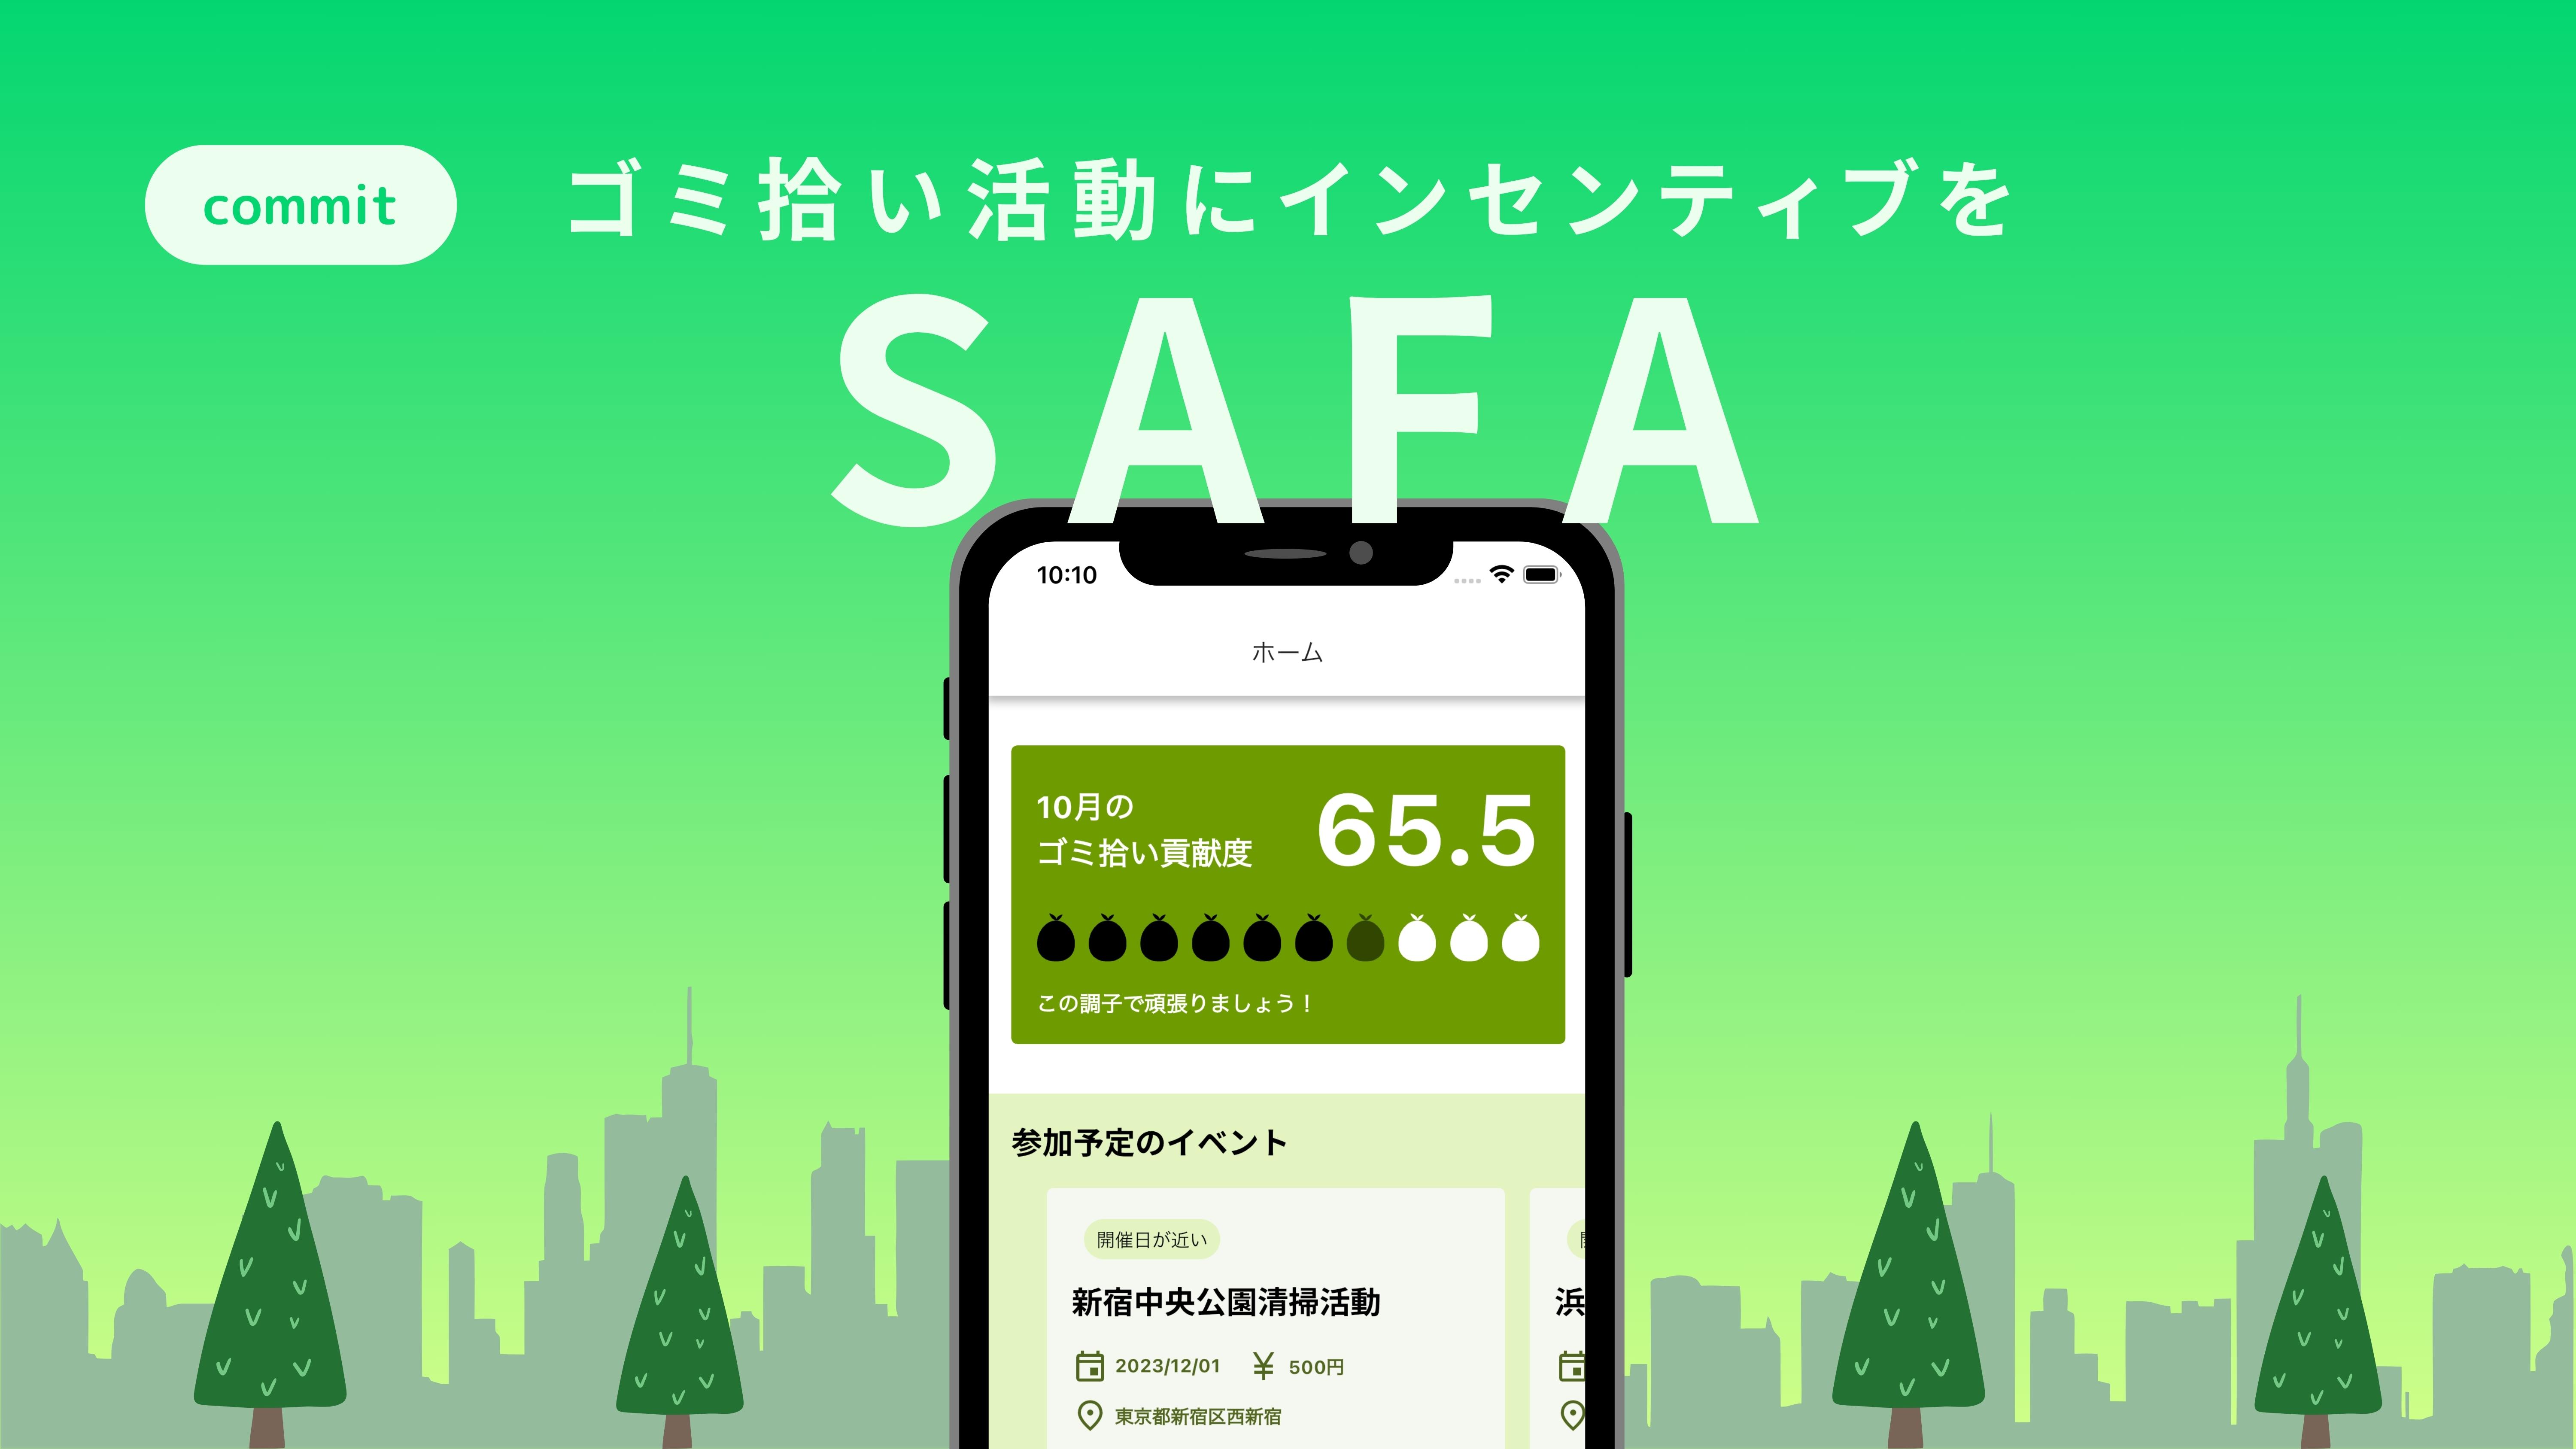 commit
ゴミ拾い活動にインセンティブを
SAFA
10:10
ホーム
10月の
ゴミ拾い貢献度
65.5
この調子で頑張りましょう！
参加予定のイベント
開催日が近い
新宿中央公園清掃活動
浜
2023/12/01
¥ 500円
東京都新宿区西新宿